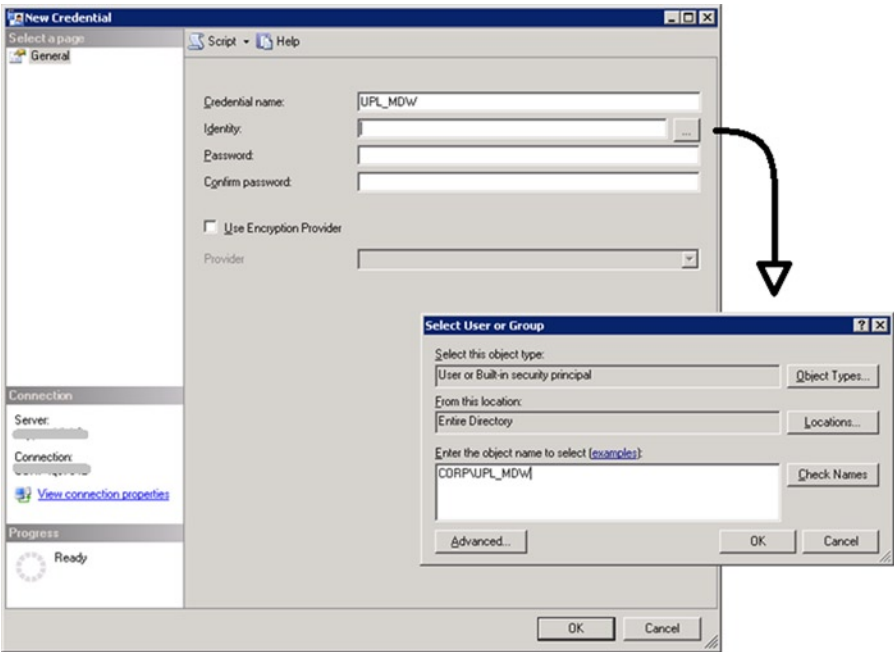 New Credential
Select a page
General
Script Help
Credential name: UPL_MDW
Identity: ...
Password:
Confirm password:
Use Encryption Provider
Provider
Connection
Server:
Connection:
View connection properties
Progress
Ready
OK Cancel
Select User or Group
Select this object type:
User or Built-in security principal Object Types...
From this location:
Entire Directory Locations...
Enter the object name to select (examples):
CORP\UPL_MDW Check Names
Advanced... OK Cancel